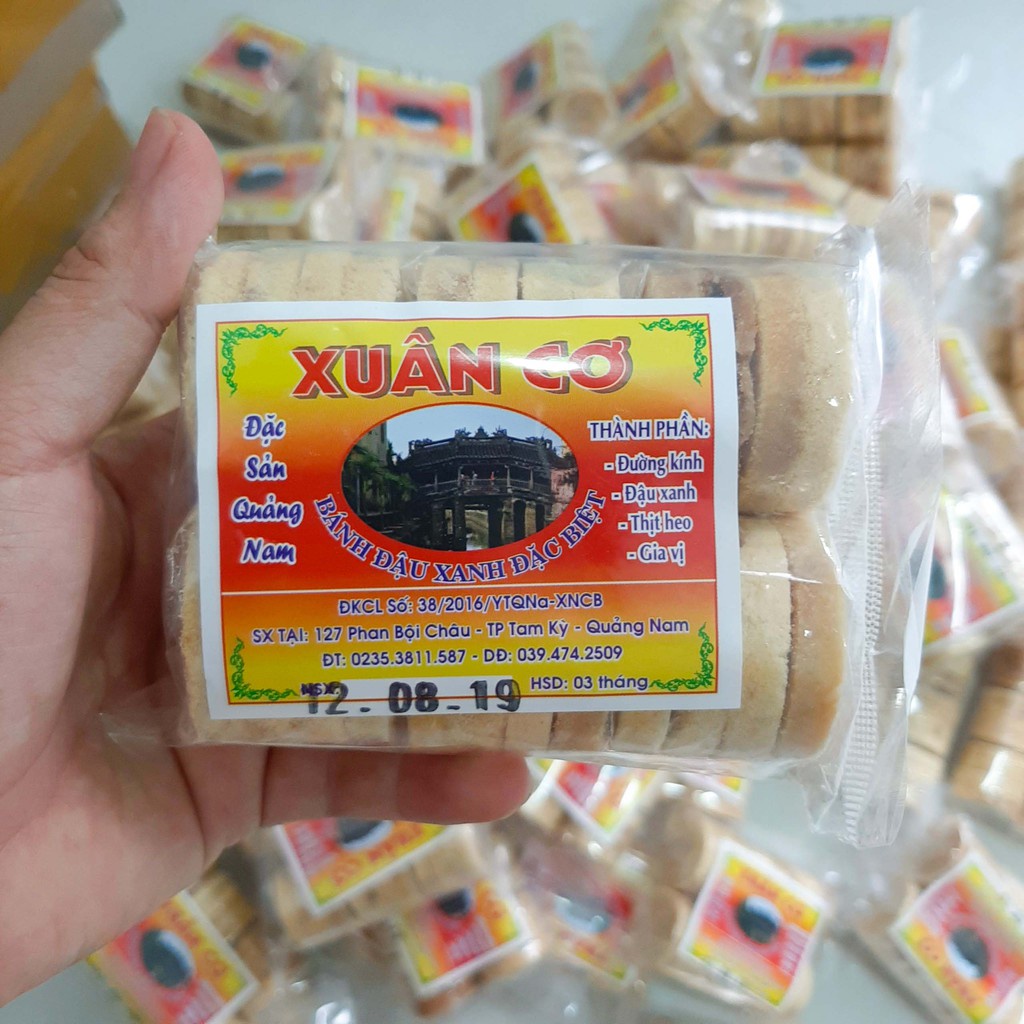 XUÂN CƠ
Đặc
Sản
Quảng
Nam
THÀNH PHẦN:
- Đường kính
- Đậu xanh
- Thịt heo
- Gia vị
BÁNH ĐẬU XANH ĐẶC BIỆT
ĐKCL Số: 38/2016/YTQNa-XNCB
SX TẠI: 127 Phan Bội Châu - TP Tam Kỳ - Quảng Nam
ĐT: 0235.3811.587 - DĐ: 039.474.2509
NSX: 12.08.19 HSD: 03 tháng